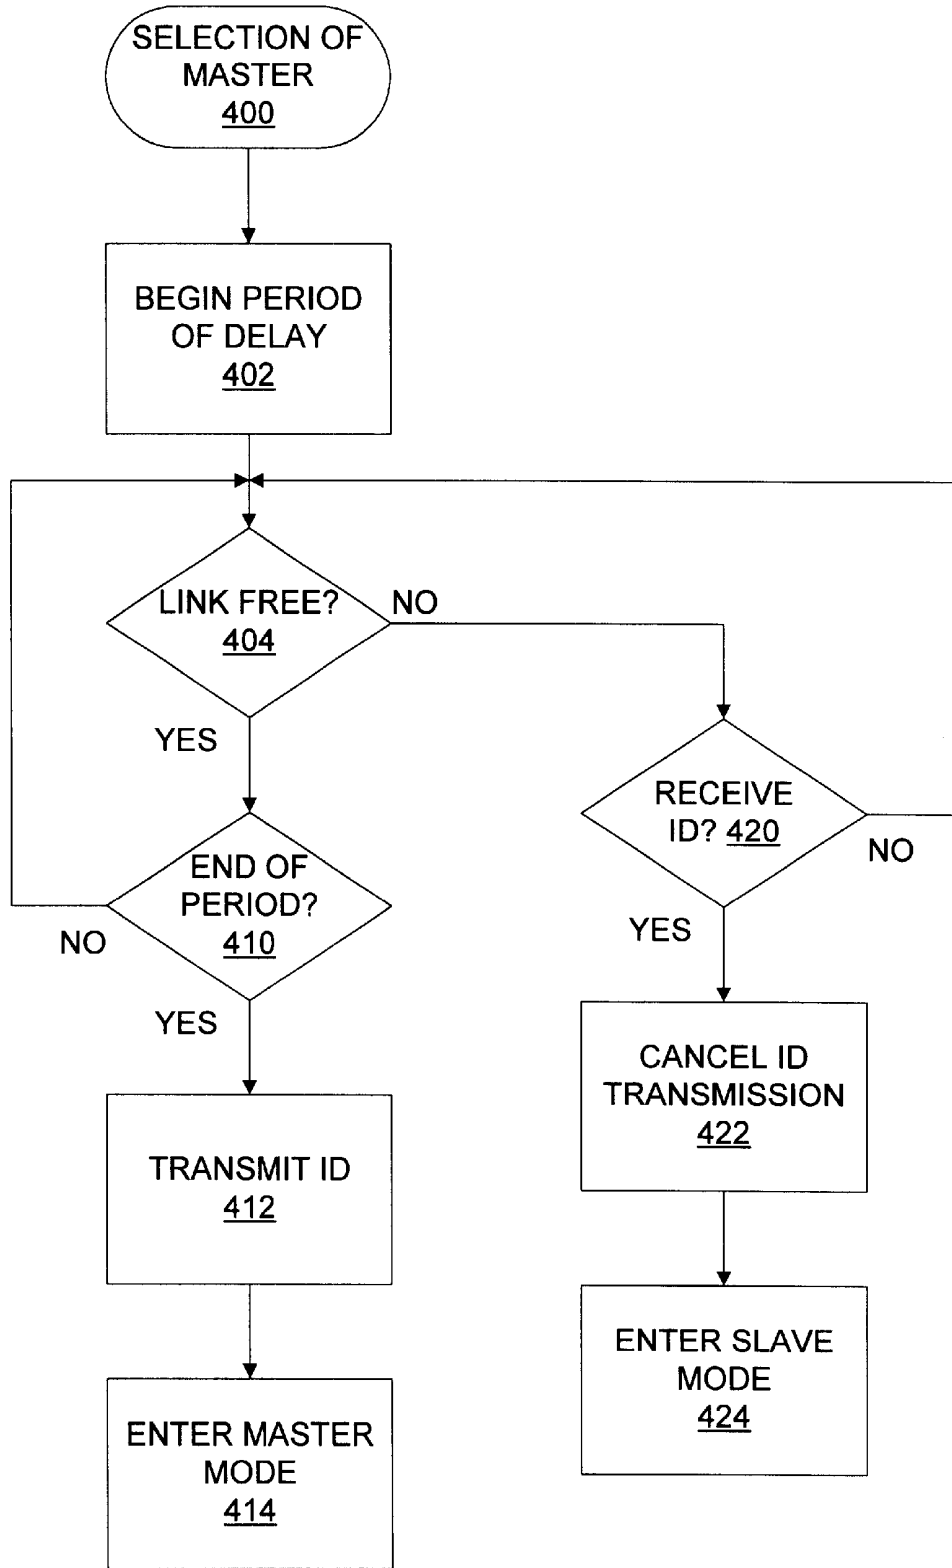 SELECTION OF
MASTER
400
BEGIN PERIOD
OF DELAY
402
LINK FREE?
404
NO
YES
RECEIVE
ID? 420
NO
YES
END OF
PERIOD?
410
NO
YES
CANCEL ID
TRANSMISSION
422
TRANSMIT ID
412
ENTER SLAVE
MODE
424
ENTER MASTER
MODE
414